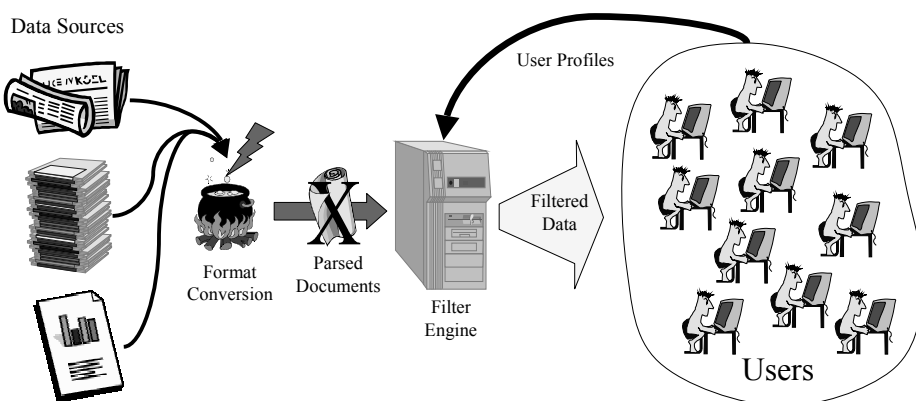 Data Sources
User Profiles
Format
Conversion
X
Parsed
Documents
Filter
Engine
Filtered
Data
Users